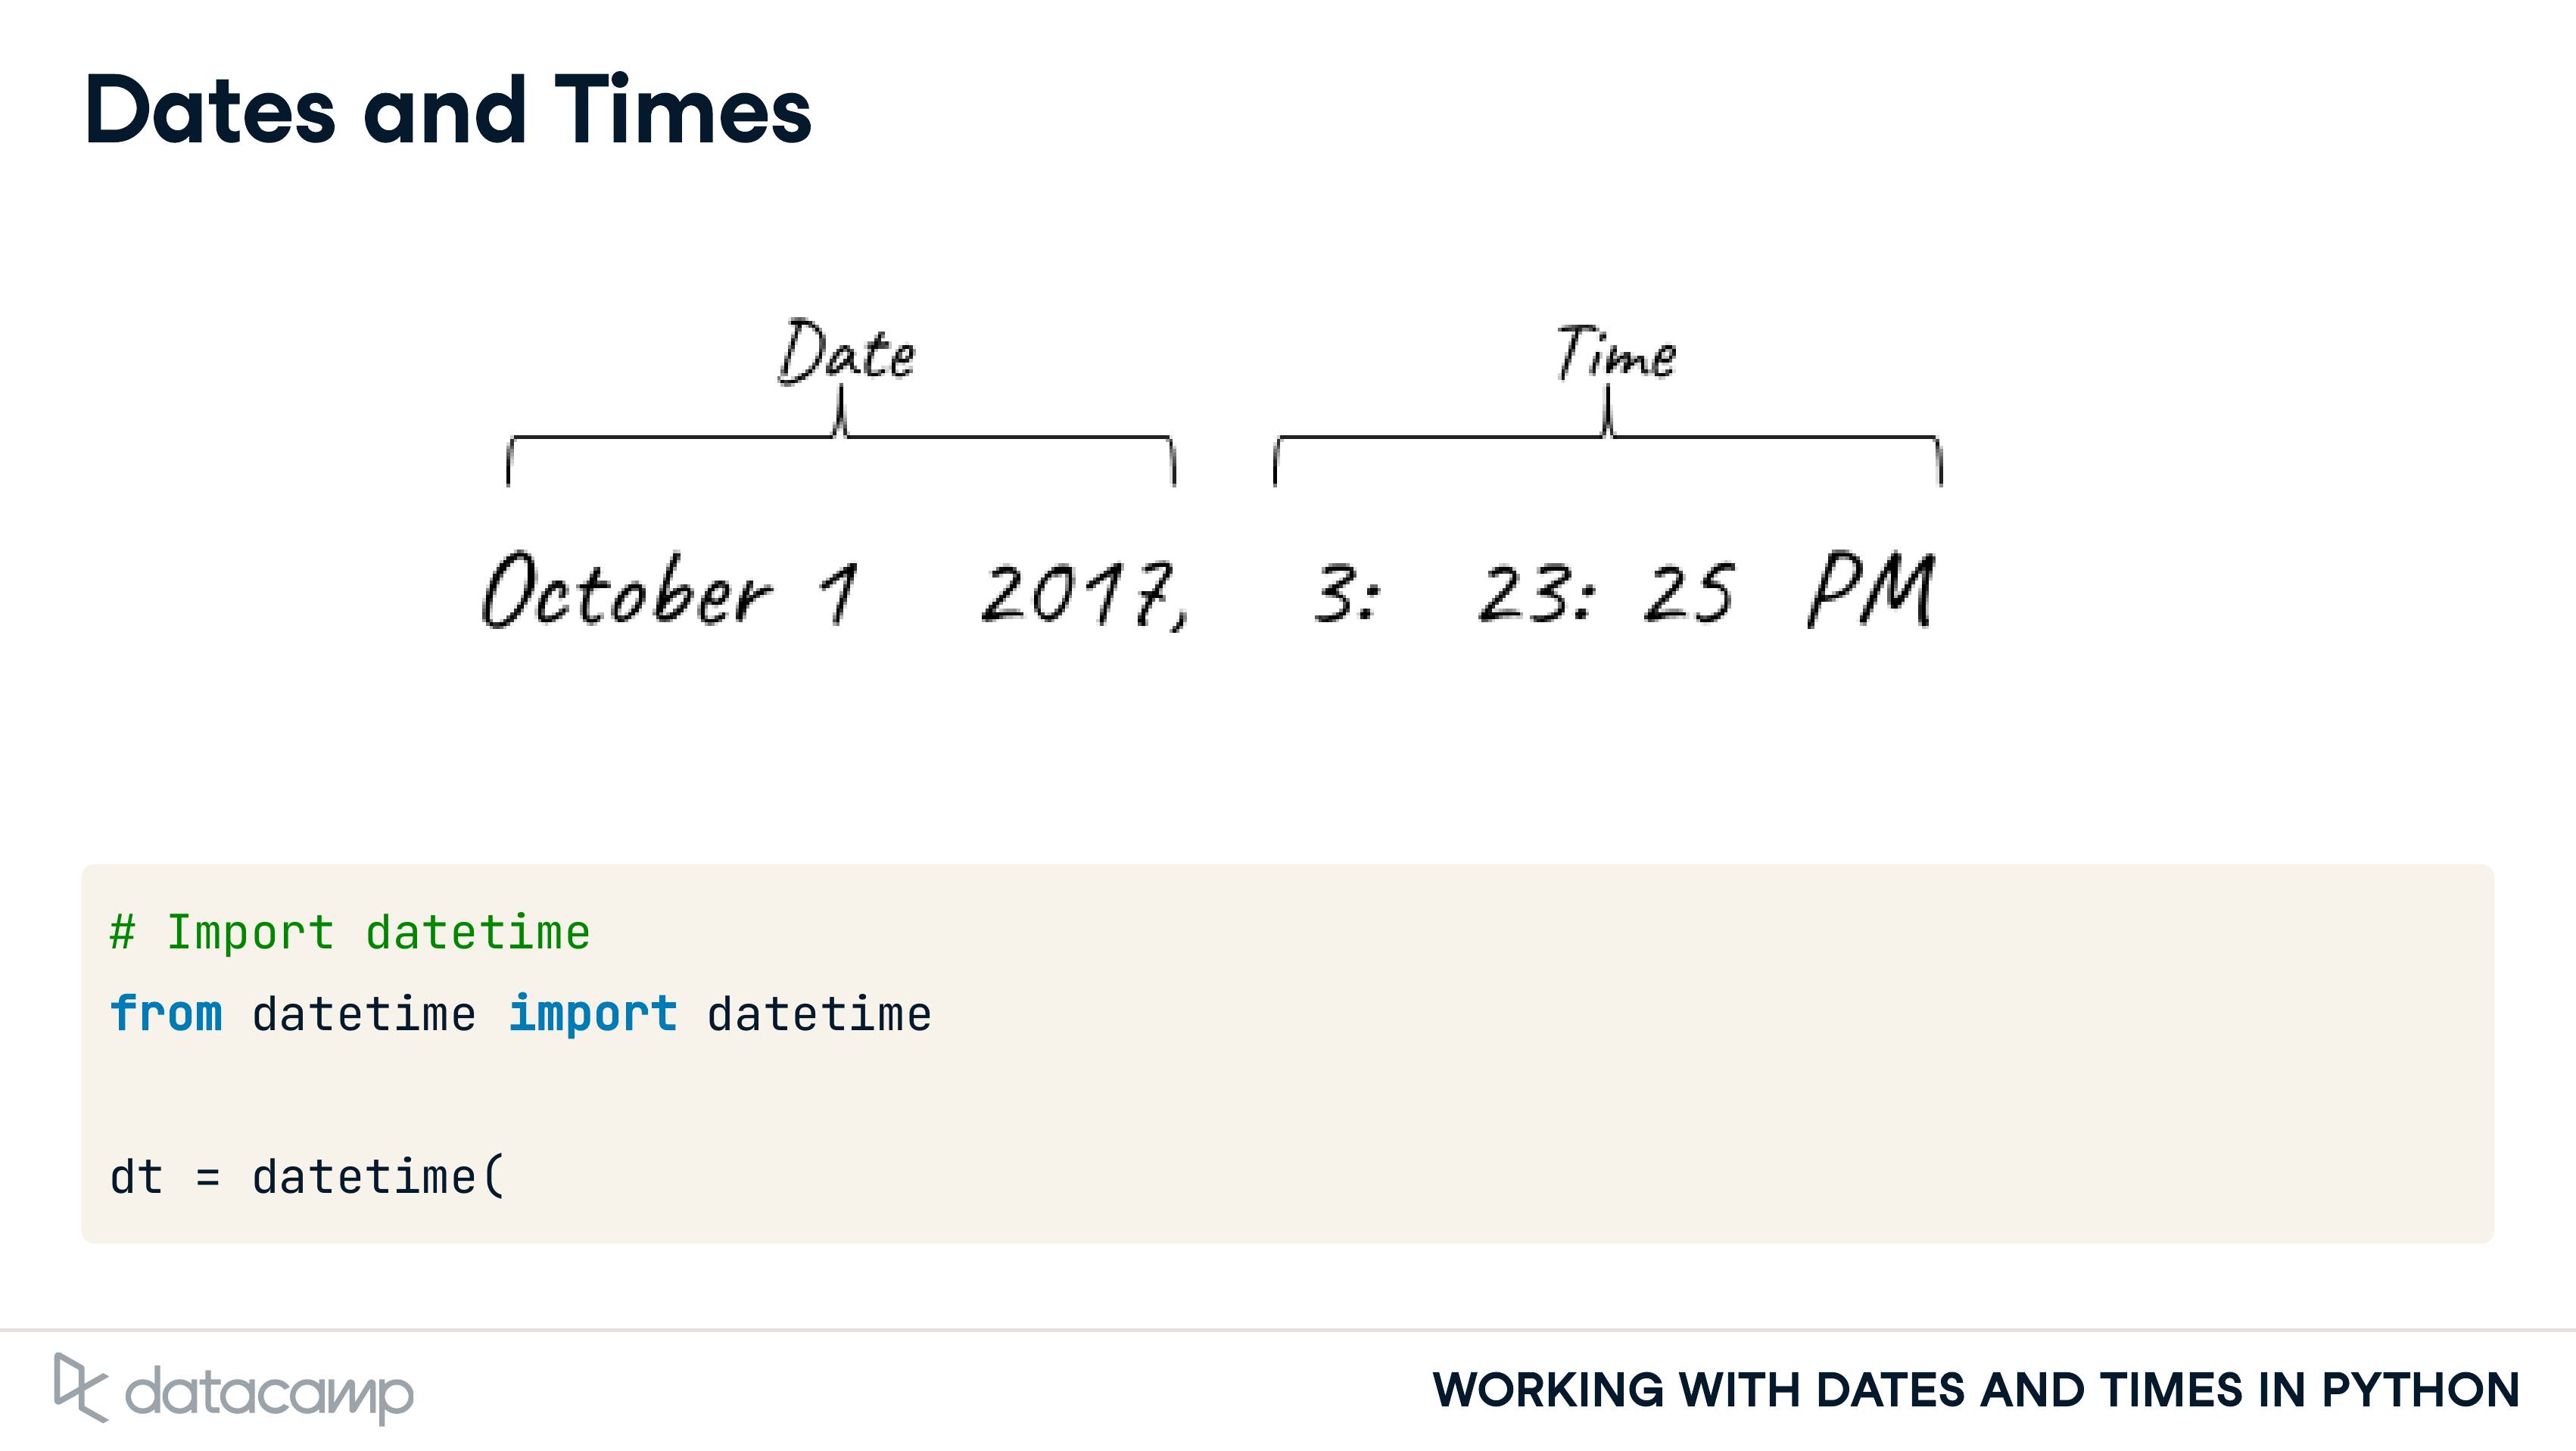 Dates and Times
Date Time
October 1 2017, 3: 23: 25 PM
# Import datetime
from datetime import datetime
dt = datetime(
datacamp
WORKING WITH DATES AND TIMES IN PYTHON